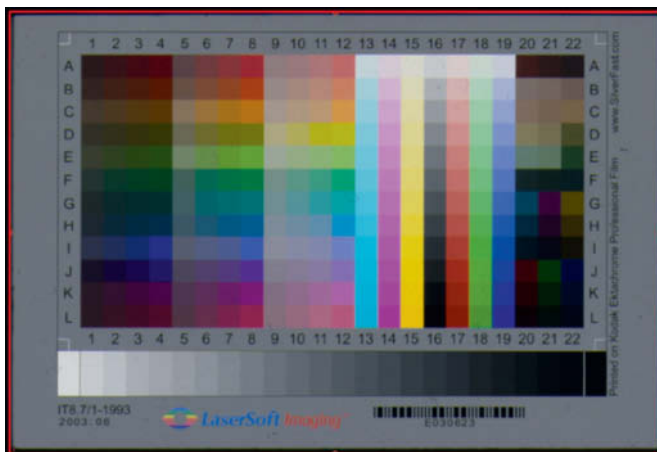 1 2 3 4 5 6 7 8 9 10 11 12 13 14 15 16 17 18 19 20 21 22
A A
B B
C C
D D
E E
F F
G G
H H
I I
J J
K K
L L
1 2 3 4 5 6 7 8 9 10 11 12 13 14 15 16 17 18 19 20 21 22
Printed on Kodak Ektachrome Professional Film www.SilverFast.com
IT8.7/1-1993
2003:06
LaserSoft Imaging™
E030623